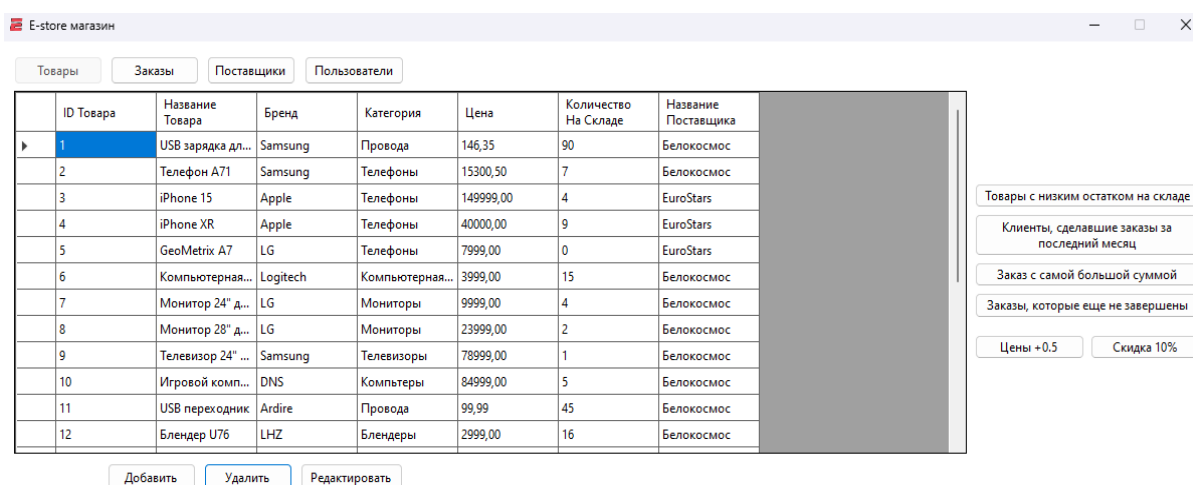 E-store магазин
Товары Заказы Поставщики Пользователи
ID Товара Название Товара Бренд Категория Цена Количество На Складе Название Поставщика
1 USB зарядка дл... Samsung Провода 146,35 90 Белокосмос
2 Телефон A71 Samsung Телефоны 15300,50 7 Белокосмос
3 iPhone 15 Apple Телефоны 149999,00 4 EuroStars
4 iPhone XR Apple Телефоны 40000,00 9 EuroStars
5 GeoMetrix A7 LG Телефоны 7999,00 0 EuroStars
6 Компьютерная... Logitech Компьютерная... 3999,00 15 Белокосмос
7 Монитор 24" д... LG Мониторы 9999,00 4 Белокосмос
8 Монитор 28" д... LG Мониторы 23999,00 2 Белокосмос
9 Телевизор 24" ... Samsung Телевизоры 78999,00 1 Белокосмос
10 Игровой комп... DNS Компьтеры 84999,00 5 Белокосмос
11 USB переходник Ardire Провода 99,99 45 Белокосмос
12 Блендер U76 LHZ Блендеры 2999,00 16 Белокосмос
Товары с низким остатком на складе
Клиенты, сделавшие заказы за
последний месяц
Заказ с самой большой суммой
Заказы, которые еще не завершены
Цены +0.5 Скидка 10%
Добавить Удалить Редактировать